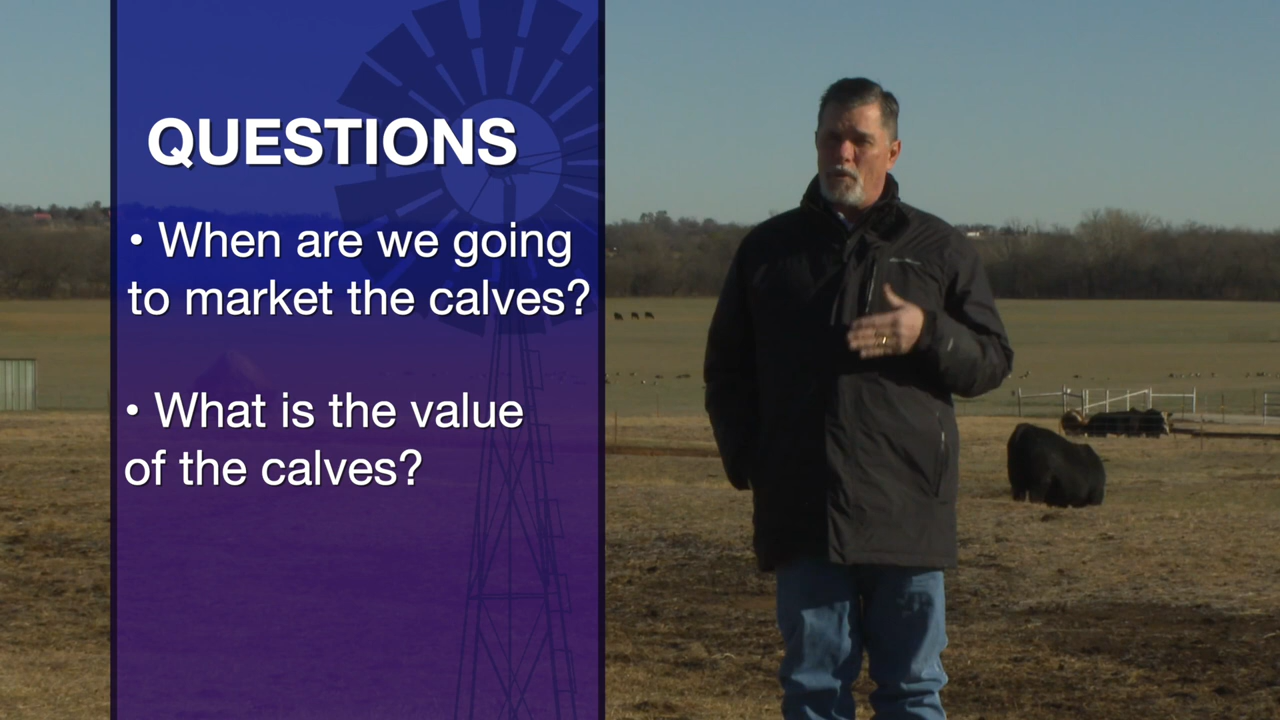 QUESTIONS
• When are we going
to market the calves?
• What is the value
of the calves?